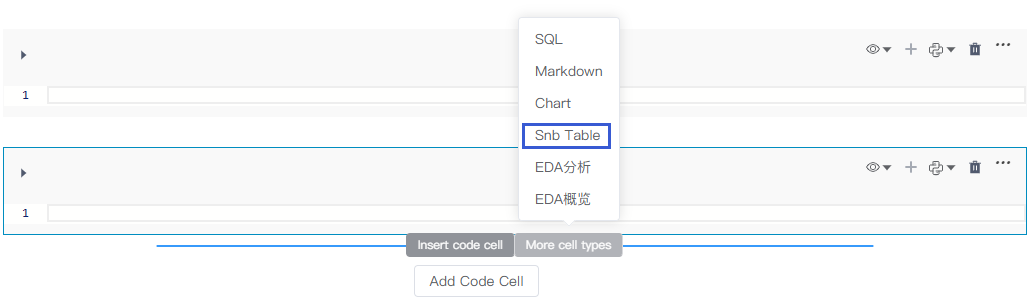 SQL
Markdown
Chart
Snb Table
EDA分析
EDA概览
1
1
Insert code cell
More cell types
Add Code Cell